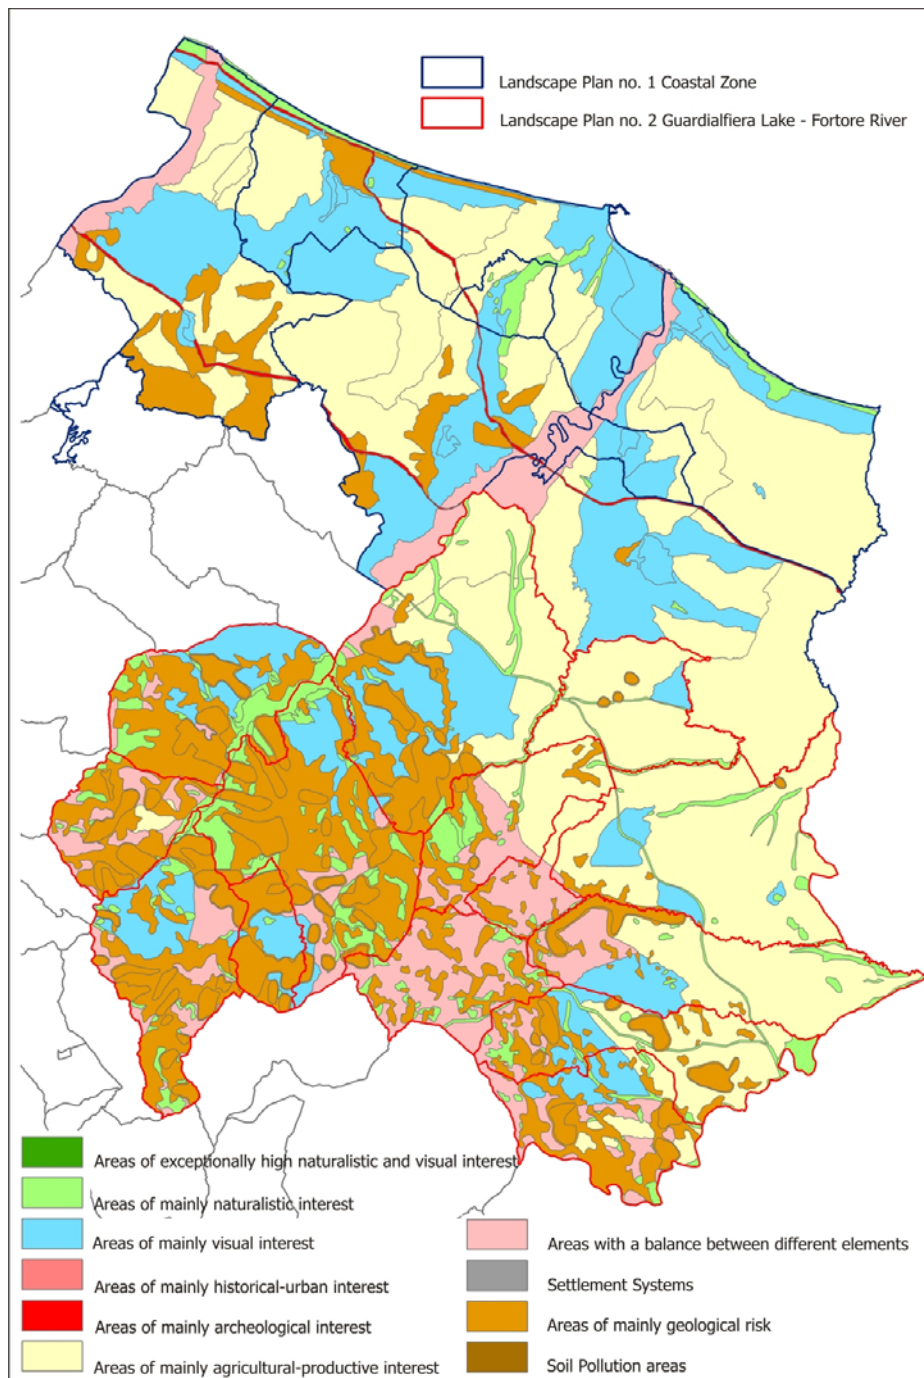 Landscape Plan no. 1 Coastal Zone
Landscape Plan no. 2 Guardialfiera Lake - Fortore River
Areas of exceptionally high naturalistic and visual interest
Areas of mainly naturalistic interest
Areas of mainly visual interest
Areas of mainly historical-urban interest
Areas of mainly archeological interest
Areas of mainly agricultural-productive interest
Areas with a balance between different elements
Settlement Systems
Areas of mainly geological risk
Soil Pollution areas